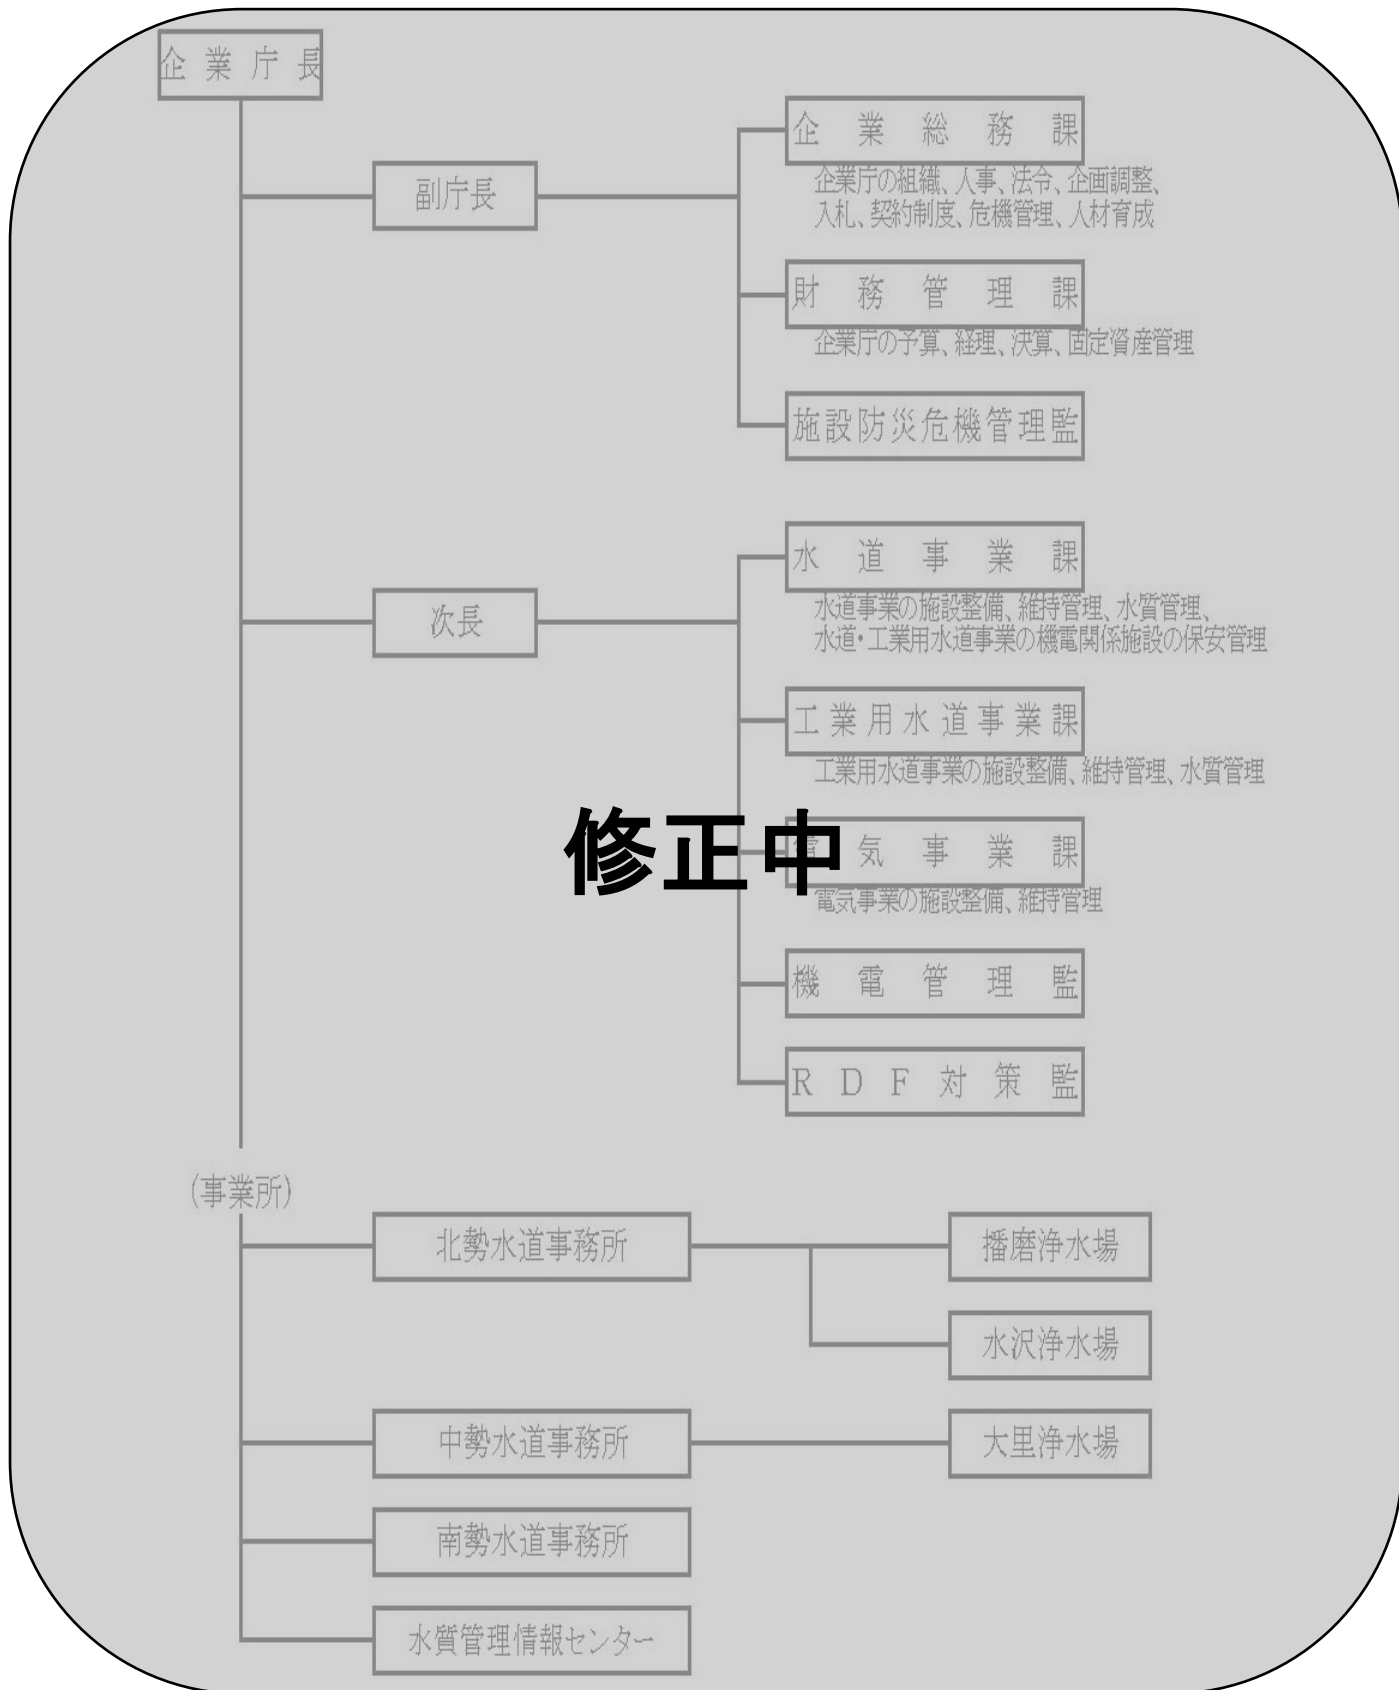 企業庁長
企業総務課
企業庁の組織、人事、法令、企画調整、
入札、契約制度、危機管理、人材育成
副庁長
財務管理課
企業庁の予算、経理、決算、固定資産管理
施設防災危機管理監
水道事業課
水道事業の施設整備、維持管理、水質管理、
水道・工業用水道事業の機電関係施設の保安管理
次長
工業用水道事業課
工業用水道事業の施設整備、維持管理、水質管理
修正中
電気事業課
電気事業の施設整備、維持管理
機電管理監
RDF対策監
(事業所)
北勢水道事務所
播磨浄水場
水沢浄水場
中勢水道事務所
大里浄水場
南勢水道事務所
水質管理情報センター